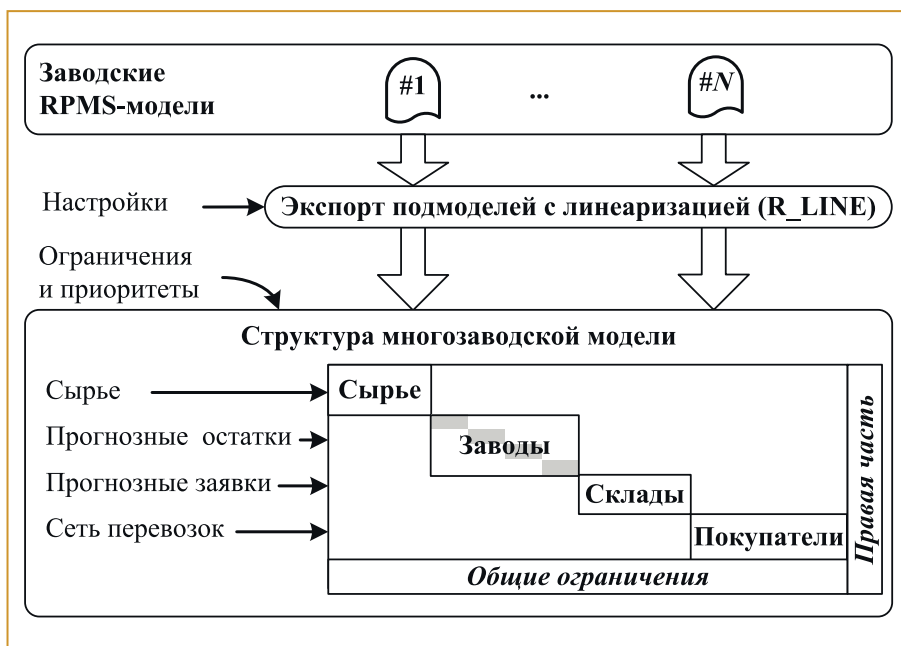 Заводские
RPMS-модели
#1
...
#N
Настройки
Экспорт подмоделей с линеаризацией (R_LINE)
Ограничения
и приоритеты
Структура многозаводской модели
Сырье
Сырье
Прогнозные остатки
Заводы
Прогнозные заявки
Склады
Сеть перевозок
Покупатели
Правая часть
Общие ограничения